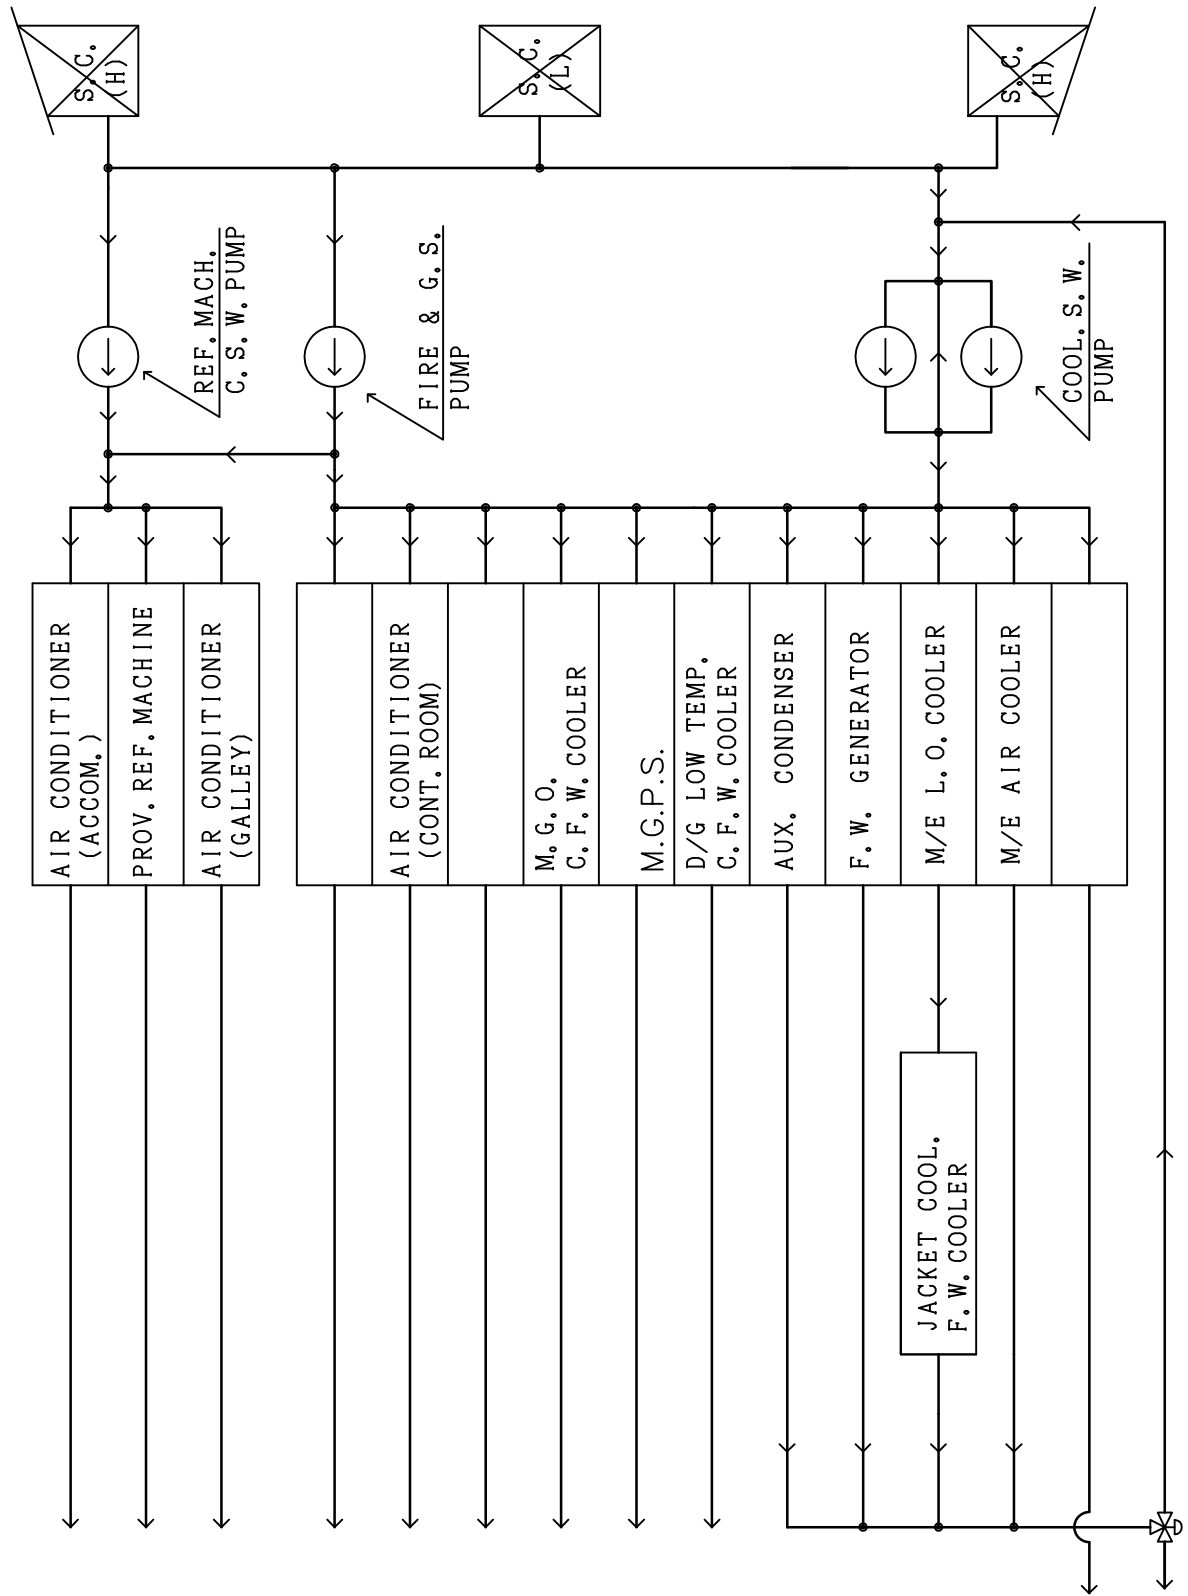 S.C.
(H)
S.C.
(L)
S.C.
(H)
REF.MACH.
C.S.W.PUMP
FIRE & G.S.
PUMP
COOL.S.W.
PUMP
AIR CONDITIONER
(ACCOM.)
PROV.REF.MACHINE
AIR CONDITIONER
(GALLEY)
AIR CONDITIONER
(CONT.ROOM)
M.G.O.
C.F.W.COOLER
M.G.P.S.
D/G LOW TEMP.
C.F.W.COOLER
AUX. CONDENSER
F.W. GENERATOR
M/E L.O.COOLER
M/E AIR COOLER
JACKET COOL.
F.W.COOLER